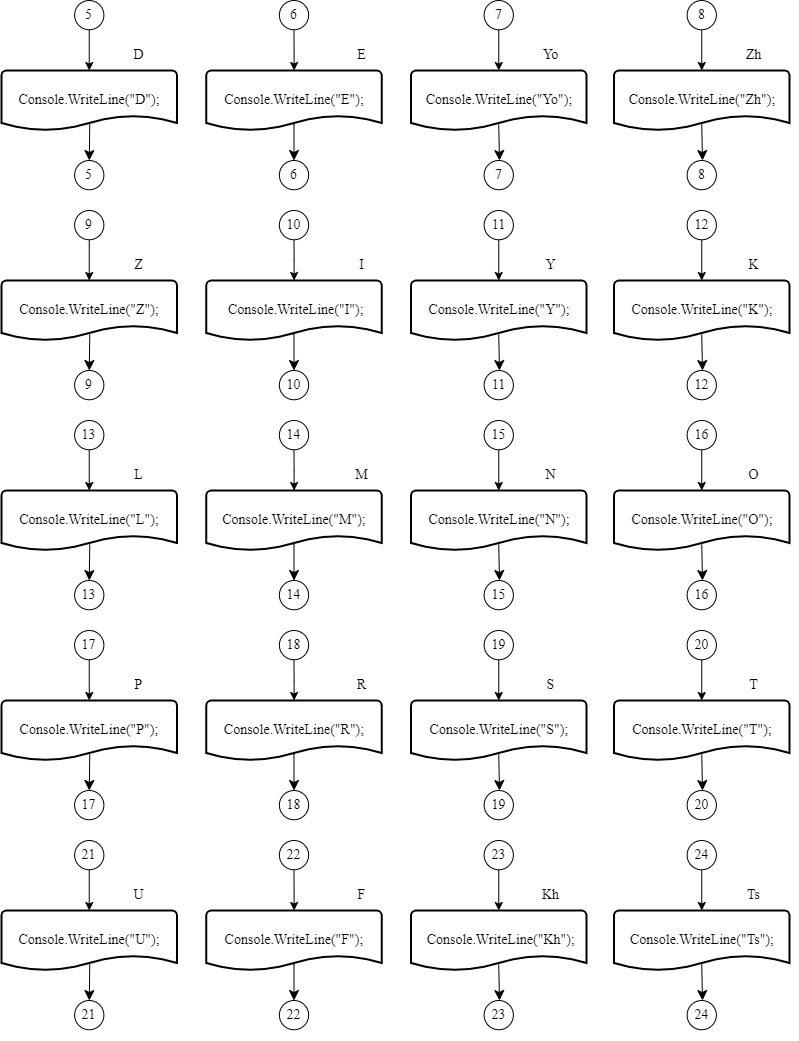 5 6 7 8
D E Yo Zh
Console.WriteLine("D"); Console.WriteLine("E"); Console.WriteLine("Yo"); Console.WriteLine("Zh");
5 6 7 8
9 10 11 12
Z I Y K
Console.WriteLine("Z"); Console.WriteLine("I"); Console.WriteLine("Y"); Console.WriteLine("K");
9 10 11 12
13 14 15 16
L M N O
Console.WriteLine("L"); Console.WriteLine("M"); Console.WriteLine("N"); Console.WriteLine("O");
13 14 15 16
17 18 19 20
P R S T
Console.WriteLine("P"); Console.WriteLine("R"); Console.WriteLine("S"); Console.WriteLine("T");
17 18 19 20
21 22 23 24
U F Kh Ts
Console.WriteLine("U"); Console.WriteLine("F"); Console.WriteLine("Kh"); Console.WriteLine("Ts");
21 22 23 24